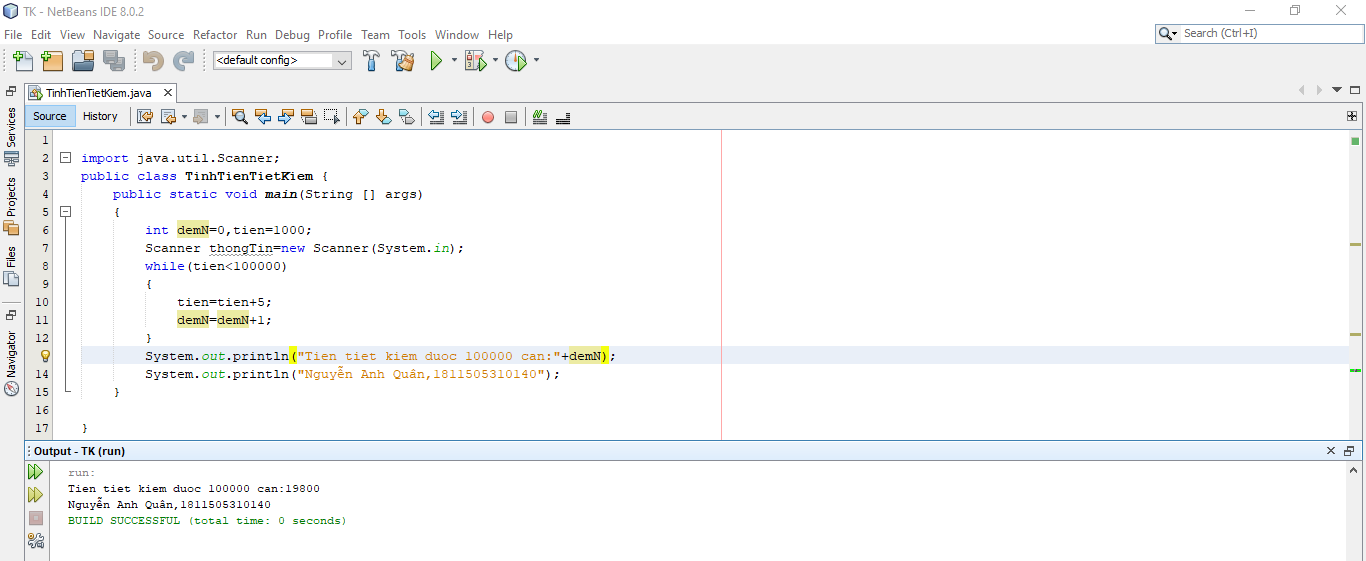 TK - NetBeans IDE 8.0.2
File Edit View Navigate Source Refactor Run Debug Profile Team Tools Window Help
Search (Ctrl+I)
<default config>
TinhTienTietKiem.java
Source History
Services
Projects
Files
Navigator
1
2 import java.util.Scanner;
3 public class TinhTienTietKiem {
4 public static void main(String [] args)
5 {
6 int demN=0,tien=1000;
7 Scanner thongTin=new Scanner(System.in);
8 while(tien<100000)
9 {
10 tien=tien+5;
11 demN=demN+1;
12 }
System.out.println("Tien tiet kiem duoc 100000 can:"+demN);
14 System.out.println("Nguyễn Anh Quân,1811505310140");
15 }
16
17 }
Output - TK (run)
run:
Tien tiet kiem duoc 100000 can:19800
Nguyễn Anh Quân,1811505310140
BUILD SUCCESSFUL (total time: 0 seconds)